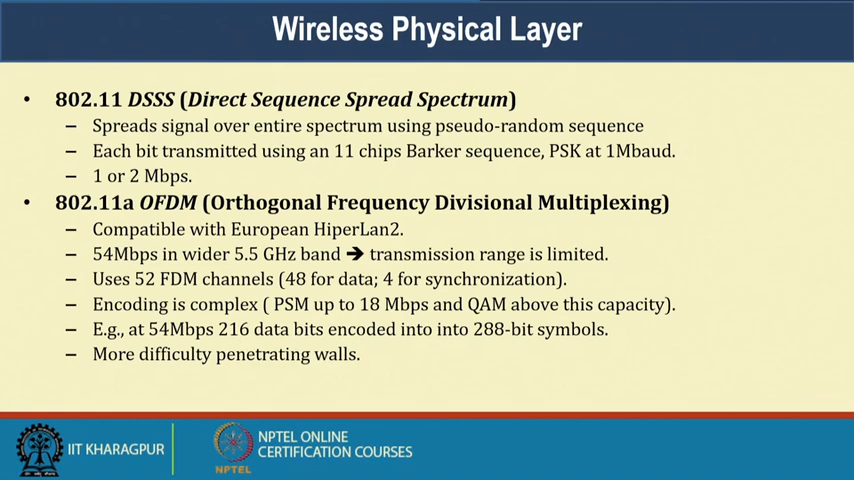 Wireless Physical Layer
• 802.11 DSSS (Direct Sequence Spread Spectrum)
– Spreads signal over entire spectrum using pseudo-random sequence
– Each bit transmitted using an 11 chips Barker sequence, PSK at 1Mbaud.
– 1 or 2 Mbps.
• 802.11a OFDM (Orthogonal Frequency Divisional Multiplexing)
– Compatible with European HiperLan2.
– 54Mbps in wider 5.5 GHz band ➔ transmission range is limited.
– Uses 52 FDM channels (48 for data; 4 for synchronization).
– Encoding is complex ( PSM up to 18 Mbps and QAM above this capacity).
– E.g., at 54Mbps 216 data bits encoded into into 288-bit symbols.
– More difficulty penetrating walls.
IIT KHARAGPUR
NPTEL
NPTEL ONLINE
CERTIFICATION COURSES